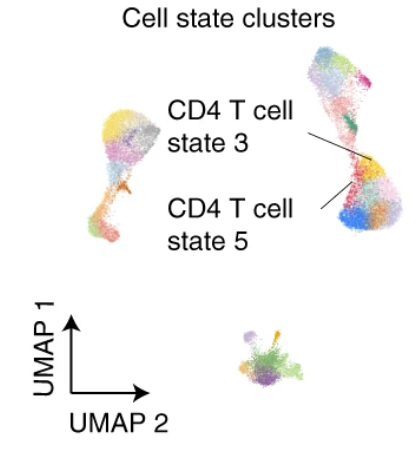 Cell state clusters
CD4 T cell
state 3
CD4 T cell
state 5
UMAP 1
UMAP 2